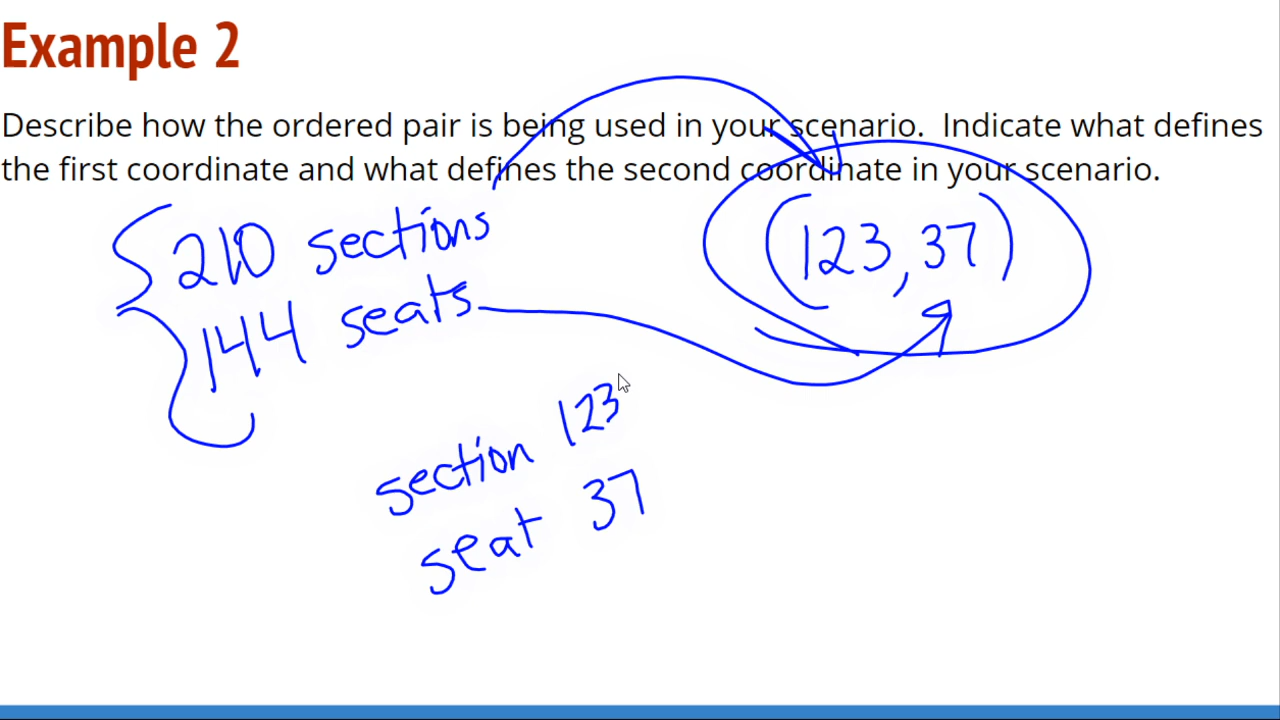 Example 2
Describe how the ordered pair is being used in your scenario. Indicate what defines
the first coordinate and what defines the second coordinate in your scenario.
210 sections
144 seats
(123, 37)
section 123
seat 37